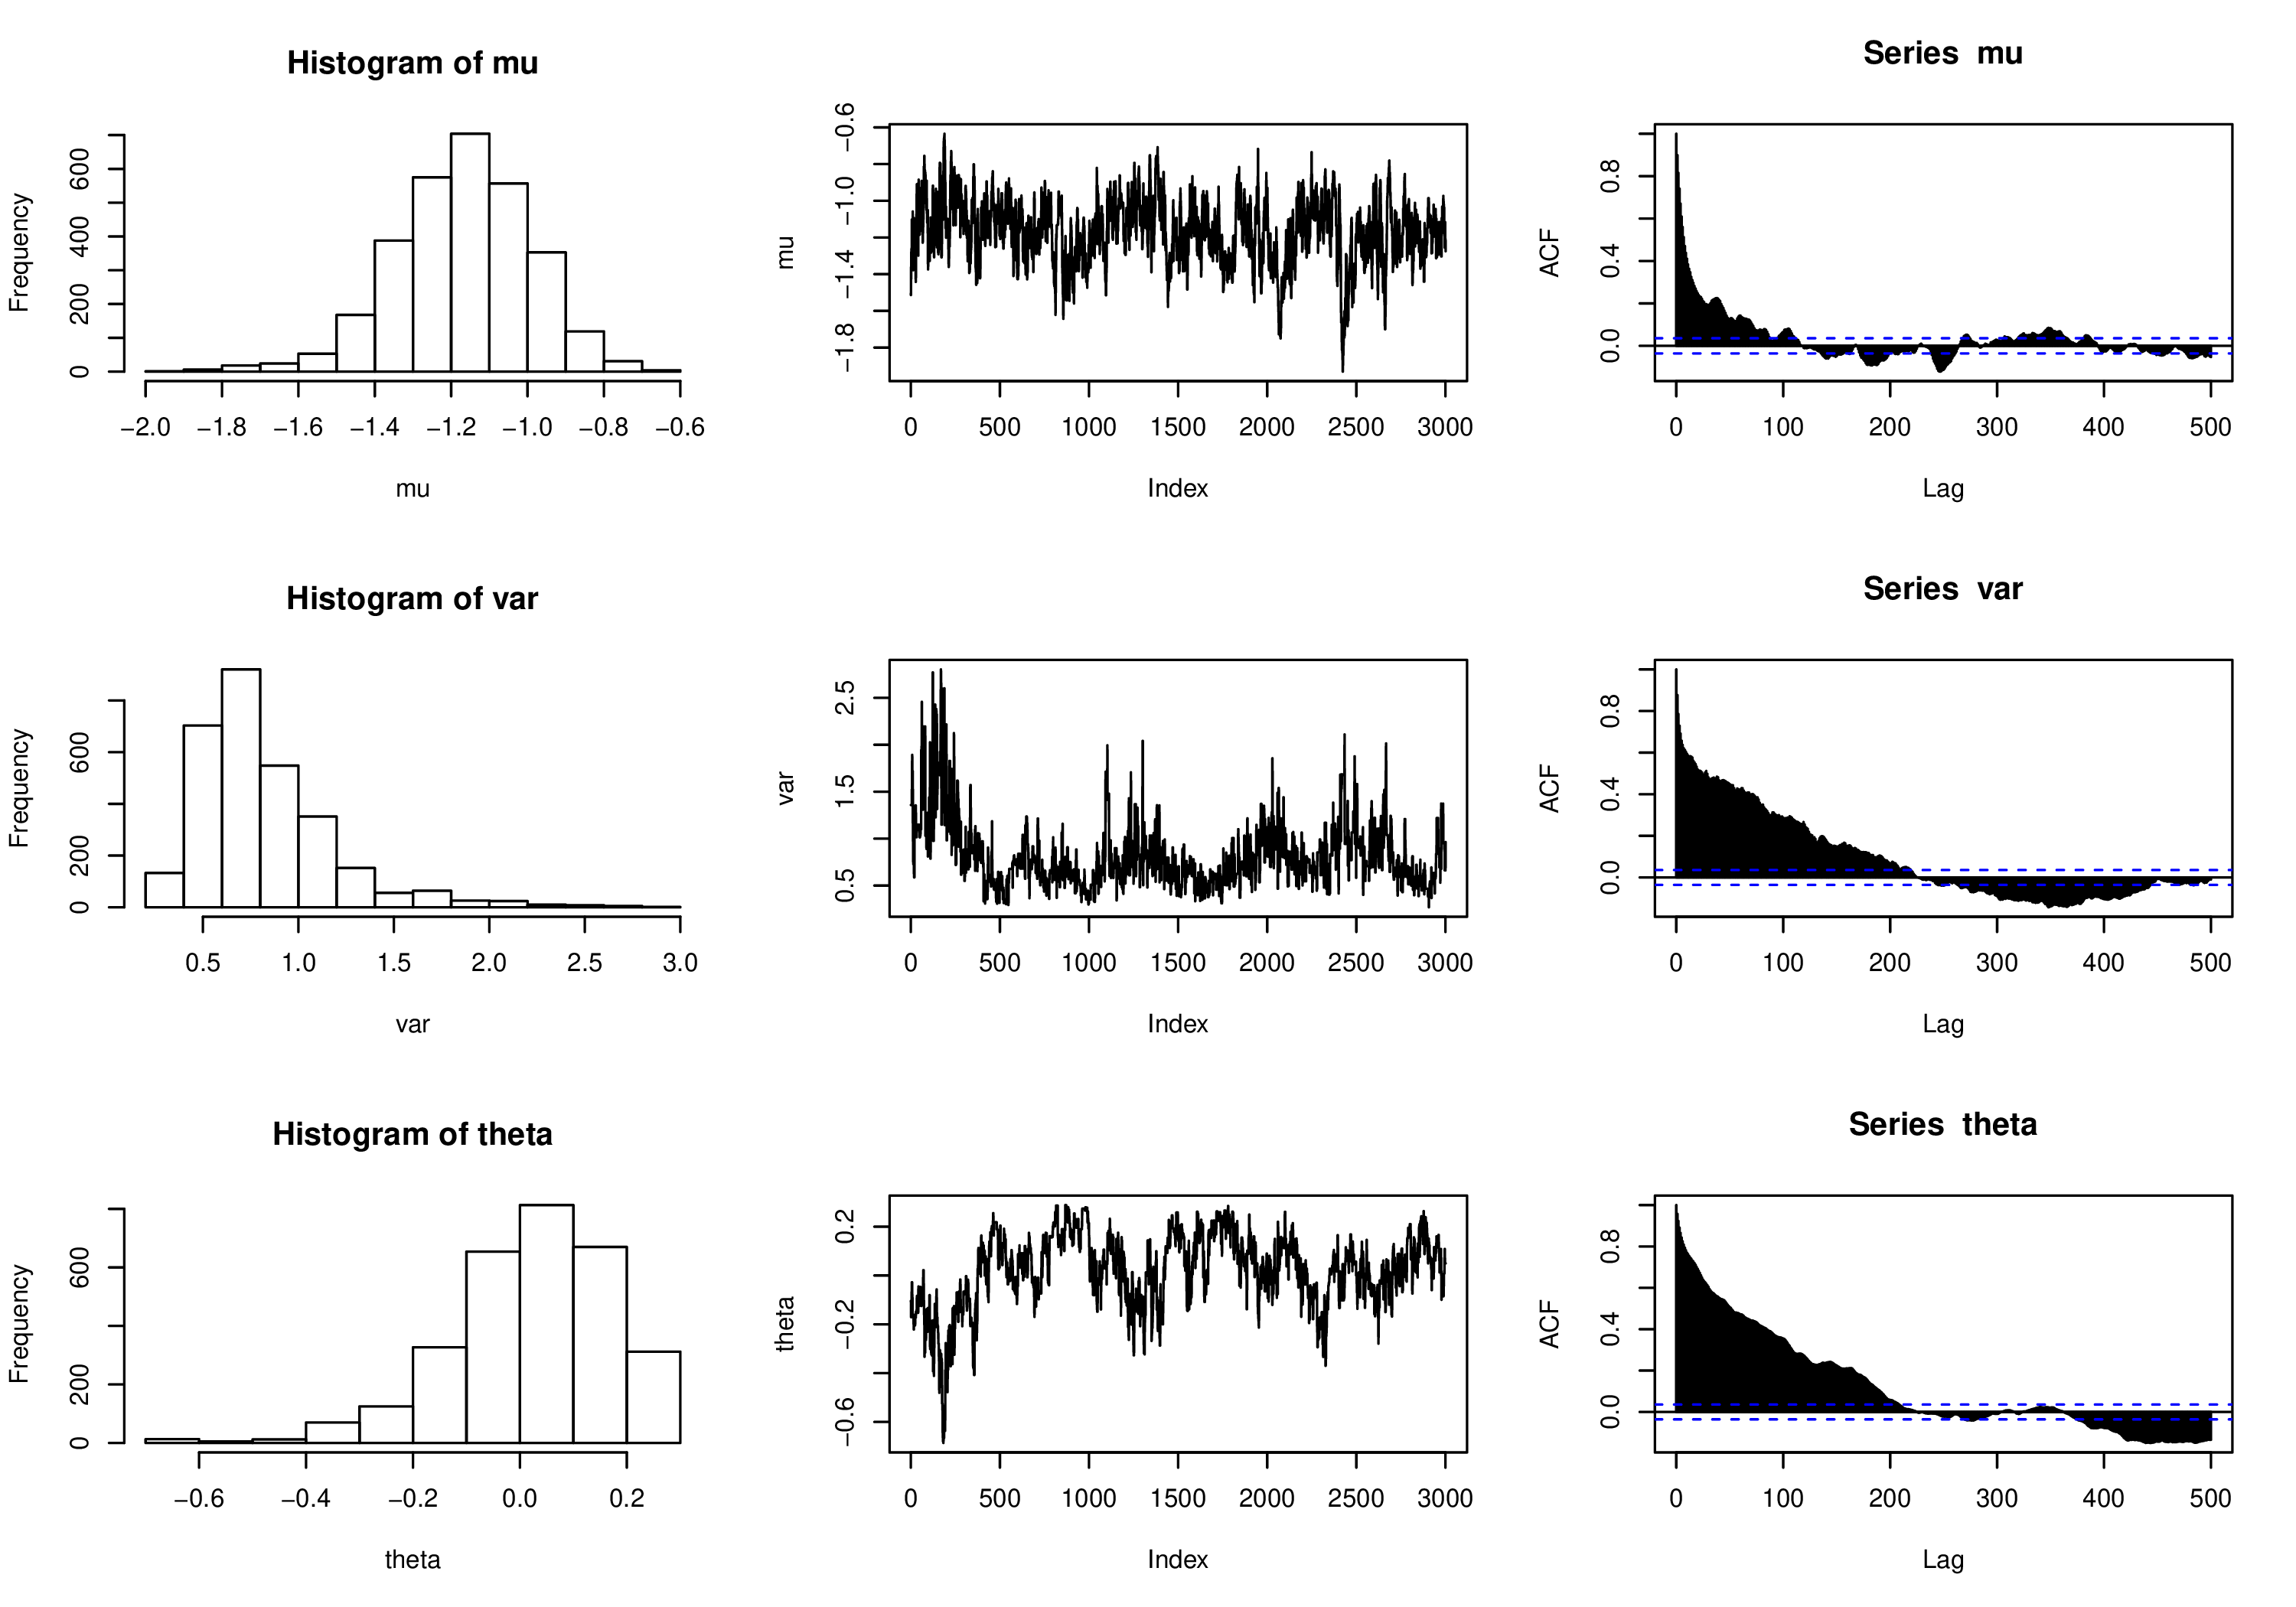 Histogram of mu
Frequency
0 200 400 600
−2.0 −1.8 −1.6 −1.4 −1.2 −1.0 −0.8 −0.6
mu
mu
−1.8 −1.4 −1.0 −0.6
0 500 1000 1500 2000 2500 3000
Index
Series mu
ACF
0.0 0.4 0.8
0 100 200 300 400 500
Lag
Histogram of var
Frequency
0 200 600
0.5 1.0 1.5 2.0 2.5 3.0
var
var
0.5 1.5 2.5
0 500 1000 1500 2000 2500 3000
Index
Series var
ACF
0.0 0.4 0.8
0 100 200 300 400 500
Lag
Histogram of theta
Frequency
0 200 600
−0.6 −0.4 −0.2 0.0 0.2
theta
theta
−0.6 −0.2 0.2
0 500 1000 1500 2000 2500 3000
Index
Series theta
ACF
0.0 0.4 0.8
0 100 200 300 400 500
Lag